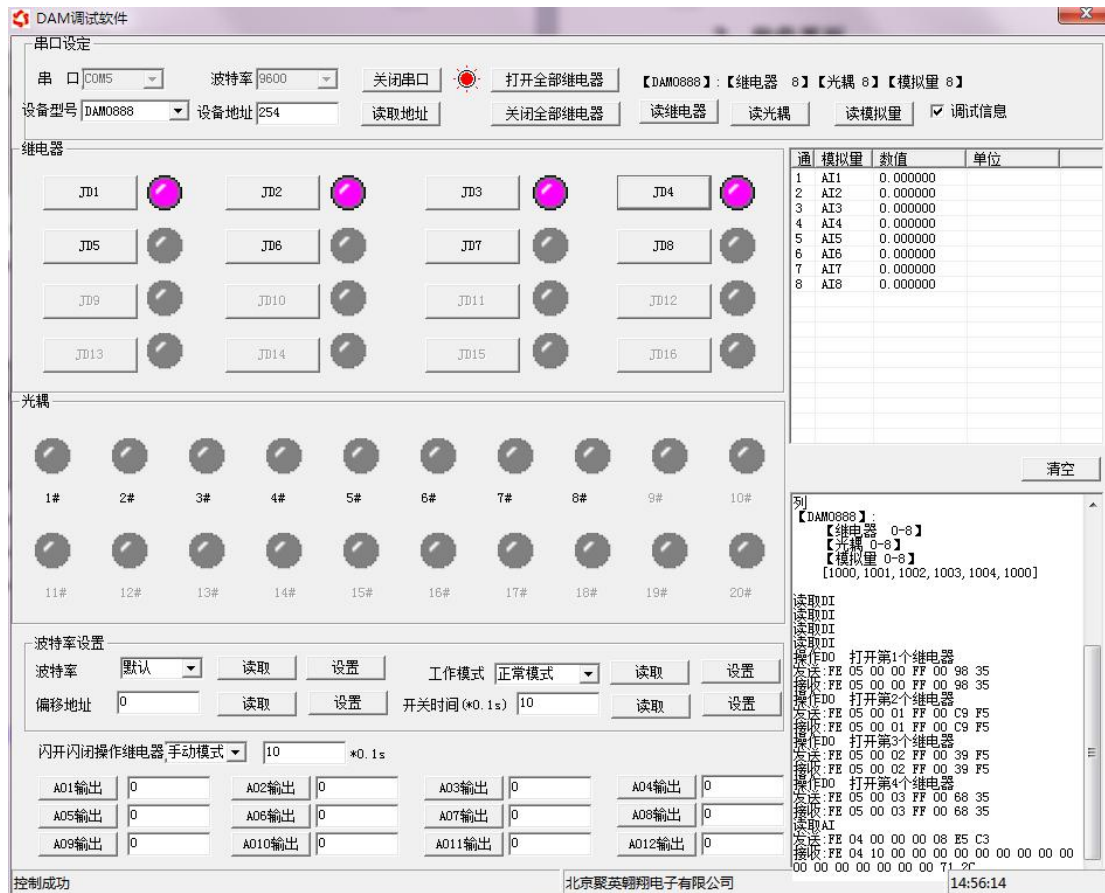 DAM调试软件
串口设定
串 口 COM5 波特率 9600 关闭串口 打开全部继电器 【DAM0888】:【继电器 8】【光耦 8】【模拟量 8】
设备型号 DAM0888 设备地址 254 读取地址 关闭全部继电器 读继电器 读光耦 读模拟量 调试信息
继电器
JD1 JD2 JD3 JD4
JD5 JD6 JD7 JD8
JD9 JD10 JD11 JD12
JD13 JD14 JD15 JD16
通 模拟量 数值 单位
1 AI1 0.000000
2 AI2 0.000000
3 AI3 0.000000
4 AI4 0.000000
5 AI5 0.000000
6 AI6 0.000000
7 AI7 0.000000
8 AI8 0.000000
光耦
1# 2# 3# 4# 5# 6# 7# 8# 9# 10#
11# 12# 13# 14# 15# 16# 17# 18# 19# 20#
清空
列
【DAM0888】:
【继电器 0-8】
【光耦 0-8】
【模拟量 0-8】
[1000,1001,1002,1003,1004,1000]
读取DI
读取DI
读取DI
读取DI
操作DO 打开第1个继电器
发送:FE 05 00 00 FF 00 98 35
接收:FE 05 00 00 FF 00 98 35
操作DO 打开第2个继电器
发送:FE 05 00 01 FF 00 C9 F5
接收:FE 05 00 01 FF 00 C9 F5
操作DO 打开第3个继电器
发送:FE 05 00 02 FF 00 39 F5
接收:FE 05 00 02 FF 00 39 F5
操作DO 打开第4个继电器
发送:FE 05 00 03 FF 00 68 35
接收:FE 05 00 03 FF 00 68 35
读取AI
发送:FE 04 00 00 00 08 E5 C3
接收:FE 04 10 00 00 00 00 00 00 00 00 00
00 00 00 00 00 00 00 71 2C
波特率设置
波特率 默认 读取 设置 工作模式 正常模式 读取 设置
偏移地址 0 读取 设置 开关时间(*0.1s) 10 读取 设置
闪开闪闭操作继电器 手动模式 10 *0.1s
AO1输出 0 AO2输出 0 AO3输出 0 AO4输出 0
AO5输出 0 AO6输出 0 AO7输出 0 AO8输出 0
AO9输出 0 AO10输出 0 AO11输出 0 AO12输出 0
控制成功 北京聚英翱翔电子有限公司 14:56:14